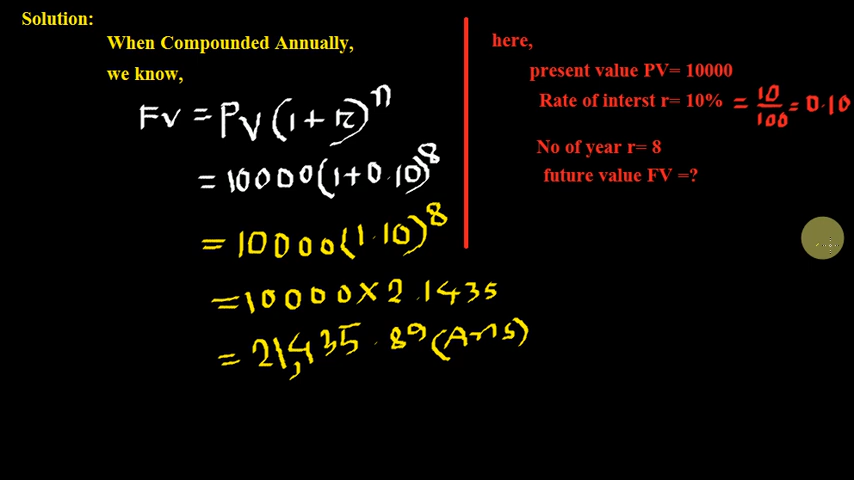 Solution:
When Compounded Annually,
we know,
FV = PV (1 + r)^n
= 10000 (1 + 0.10)^8
= 10000 (1.10)^8
= 10000 × 2.1435
= 21,435.89 (Ans)
here,
present value PV= 10000
Rate of interst r= 10% = 10/100 = 0.10
No of year r= 8
future value FV =?